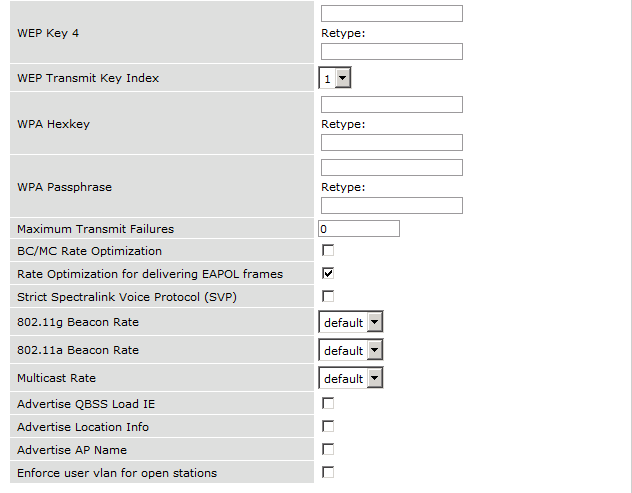 WEP Key 4
Retype:
WEP Transmit Key Index 1
WPA Hexkey
Retype:
WPA Passphrase
Retype:
Maximum Transmit Failures 0
BC/MC Rate Optimization
Rate Optimization for delivering EAPOL frames
Strict Spectralink Voice Protocol (SVP)
802.11g Beacon Rate default
802.11a Beacon Rate default
Multicast Rate default
Advertise QBSS Load IE
Advertise Location Info
Advertise AP Name
Enforce user vlan for open stations